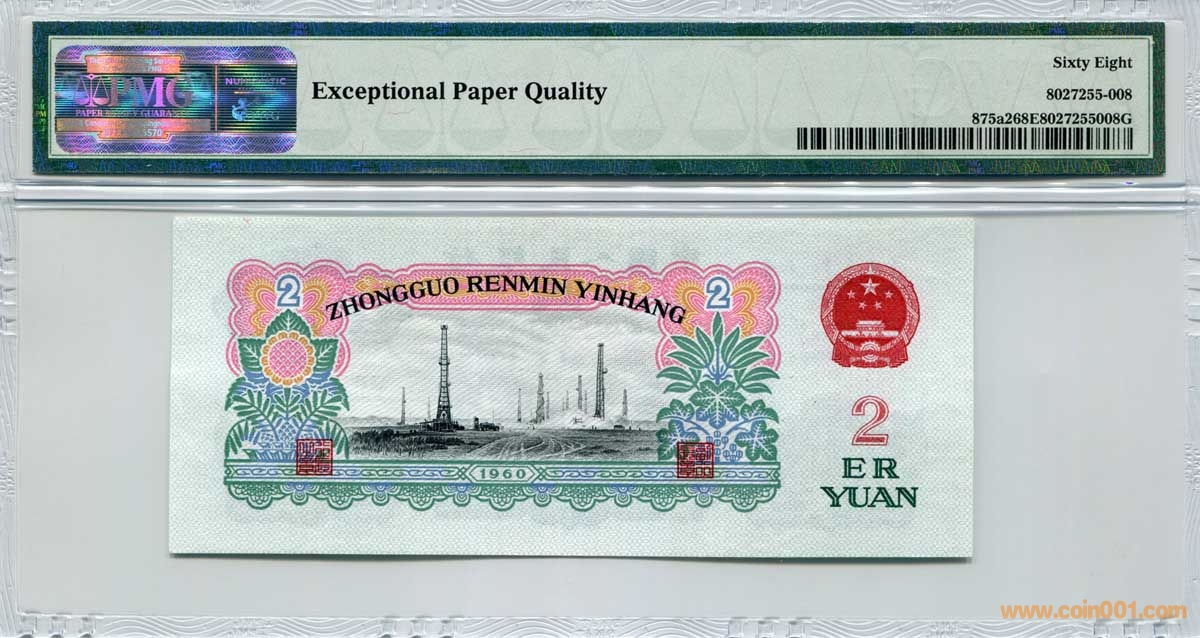 PMG
NUMISMATIC
Exceptional Paper Quality
Sixty Eight
8027255-008
875a268E8027255008G
2
ZHONGGUO RENMIN YINHANG
2
1960
2
ER
YUAN
www.coin001.com